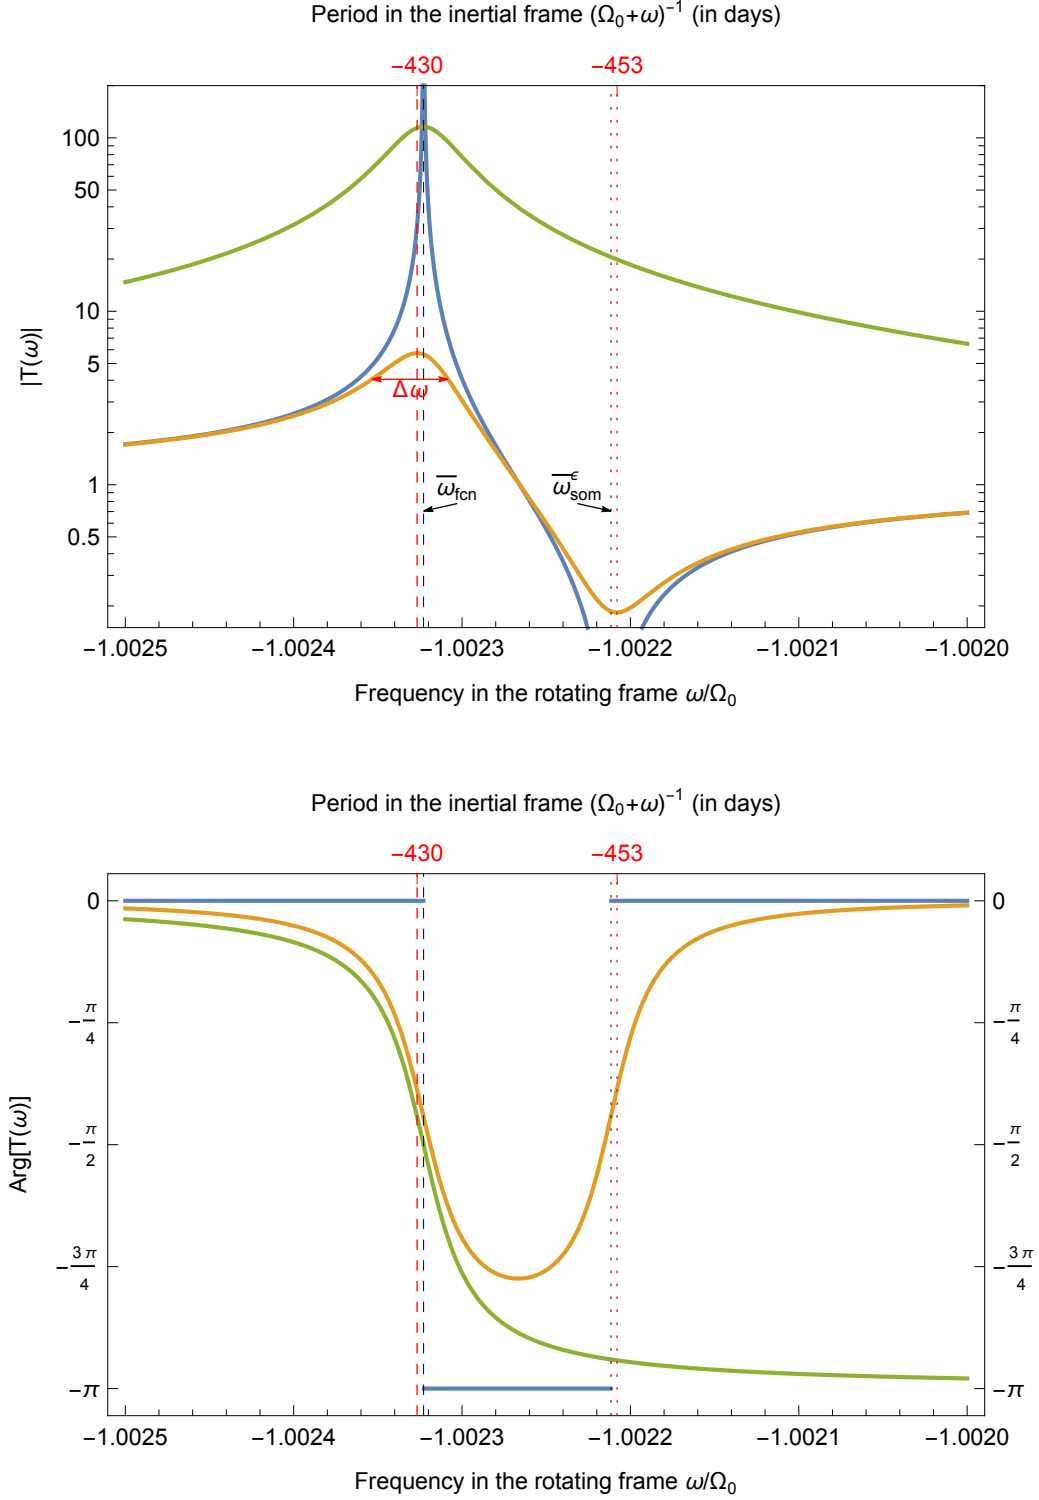 Period in the inertial frame (Ω₀+ω)⁻¹ (in days)
−430 −453
100
50
10
5
1
0.5
|T(ω)|
Δω
ω̅fcn
ω̅ᵋsom
−1.0025 −1.0024 −1.0023 −1.0022 −1.0021 −1.0020
Frequency in the rotating frame ω/Ω₀
Period in the inertial frame (Ω₀+ω)⁻¹ (in days)
−430 −453
0 0
−π/4 −π/4
−π/2 −π/2
−3π/4 −3π/4
−π −π
Arg[T(ω)]
−1.0025 −1.0024 −1.0023 −1.0022 −1.0021 −1.0020
Frequency in the rotating frame ω/Ω₀